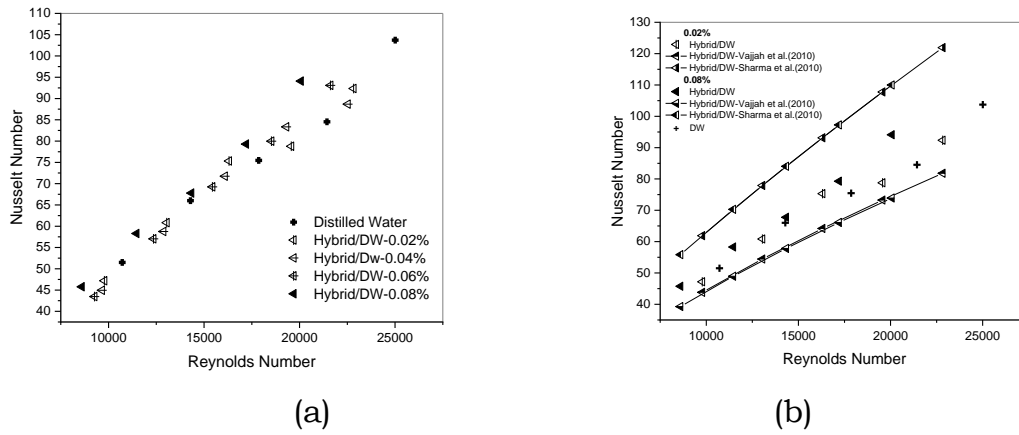 110
105
100
95
90
85
80
75
70
65
60
55
50
45
40
Nusselt Number
10000 15000 20000 25000
Reynolds Number
Distilled Water
Hybrid/DW-0.02%
Hybrid/Dw-0.04%
Hybrid/DW-0.06%
Hybrid/DW-0.08%
(a)
130
120
110
100
90
80
70
60
50
40
30
Nusselt Number
10000 15000 20000 25000
Reynolds Number
0.02%
Hybrid/DW
Hybrid/DW-Vajjah et al.(2010)
Hybrid/DW-Sharma et al.(2010)
0.08%
Hybrid/DW
Hybrid/DW-Vajjah et al.(2010)
Hybrid/DW-Sharma et al.(2010)
DW
(b)